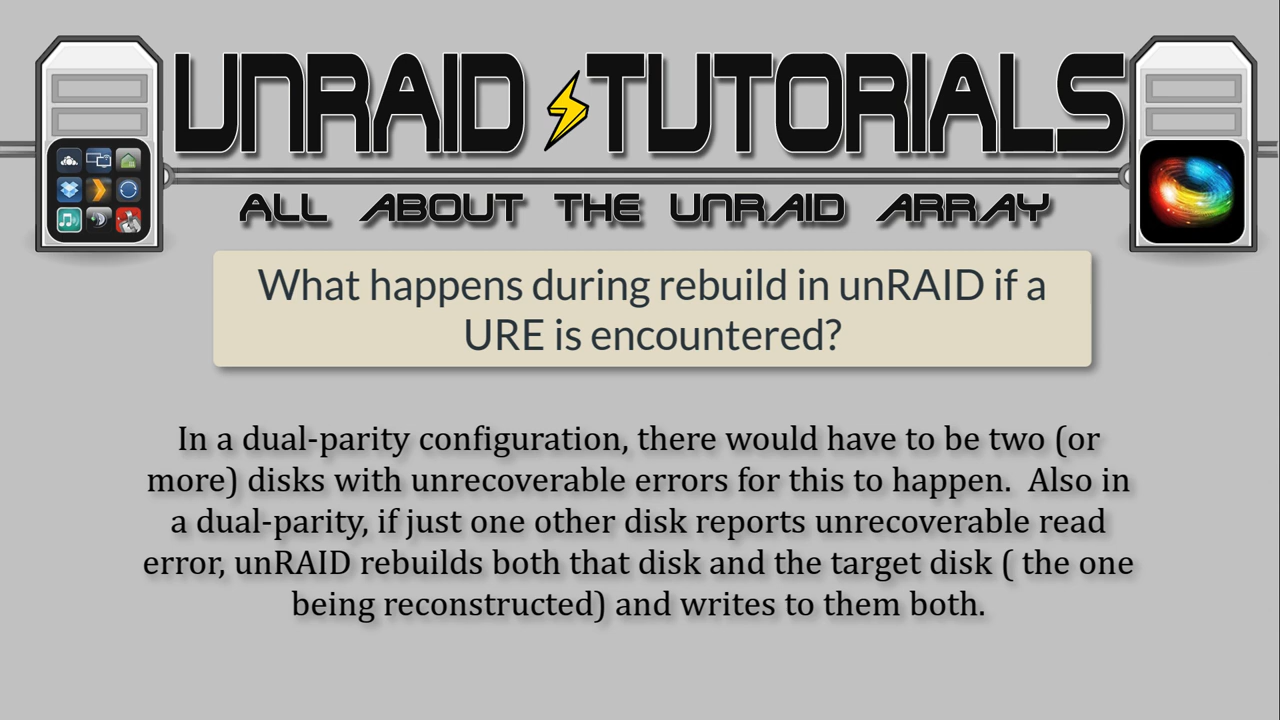 UNRAID TUTORIALS
ALL ABOUT THE UNRAID ARRAY
What happens during rebuild in unRAID if a
URE is encountered?
In a dual-parity configuration, there would have to be two (or
more) disks with unrecoverable errors for this to happen.  Also in
a dual-parity, if just one other disk reports unrecoverable read
error, unRAID rebuilds both that disk and the target disk ( the one
being reconstructed) and writes to them both.